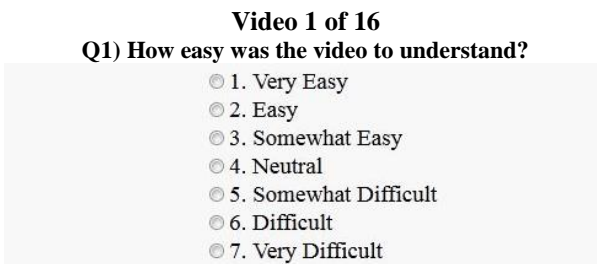 Video 1 of 16
Q1) How easy was the video to understand?
1. Very Easy
2. Easy
3. Somewhat Easy
4. Neutral
5. Somewhat Difficult
6. Difficult
7. Very Difficult